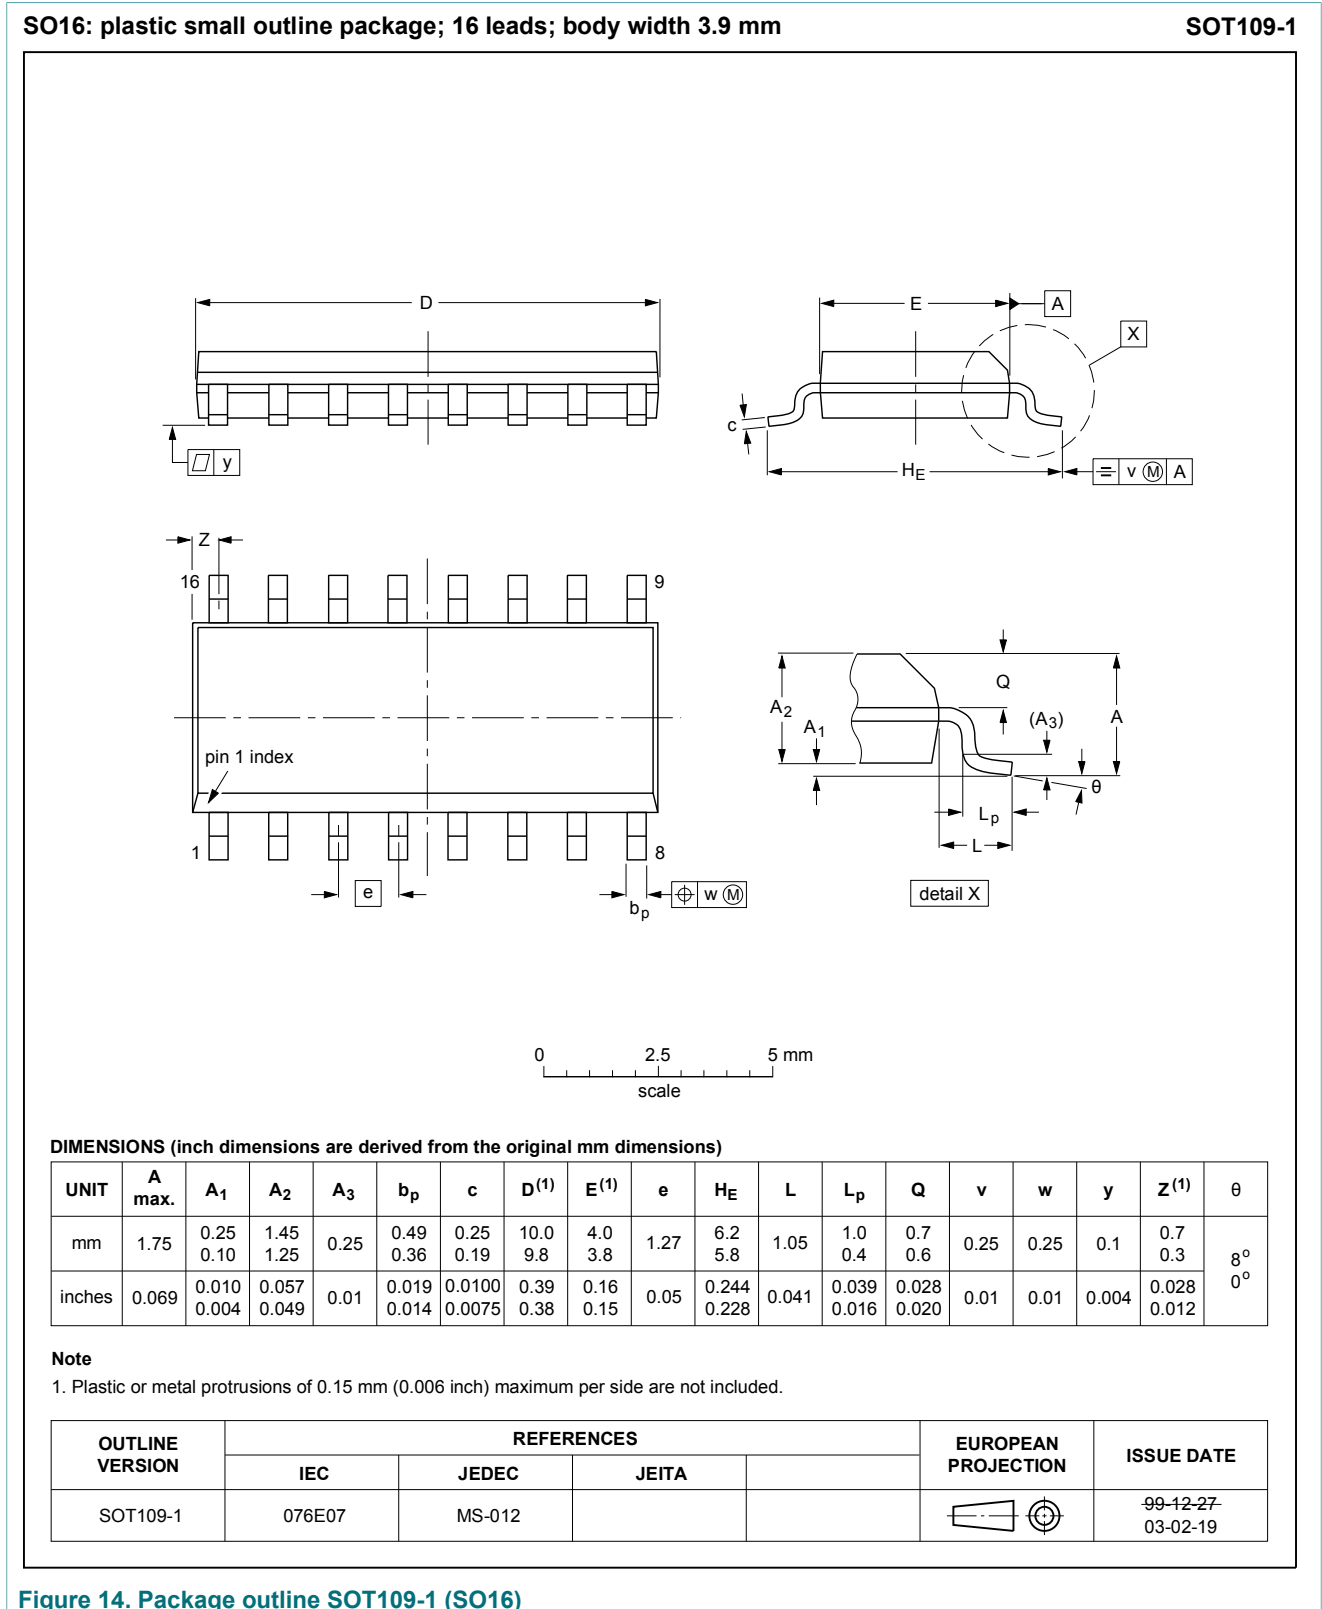 SO16: plastic small outline package; 16 leads; body width 3.9 mm SOT109-1
D
E A
X
c
y
HE
v M A
Z
16 9
Q
A2
A1
(A3)
A
pin 1 index
θ
Lp
L
1 8
e
bp
w M
detail X
0 2.5 5 mm
scale
DIMENSIONS (inch dimensions are derived from the original mm dimensions)
UNIT A max. A1 A2 A3 bp c D(1) E(1) e HE L Lp Q v w y Z(1) θ
mm 1.75 0.25 0.10 1.45 1.25 0.25 0.49 0.36 0.25 0.19 10.0 9.8 4.0 3.8 1.27 6.2 5.8 1.05 1.0 0.4 0.7 0.6 0.25 0.25 0.1 0.7 0.3 8° 0°
inches 0.069 0.010 0.004 0.057 0.049 0.01 0.019 0.014 0.0100 0.0075 0.39 0.38 0.16 0.15 0.05 0.244 0.228 0.041 0.039 0.016 0.028 0.020 0.01 0.01 0.004 0.028 0.012
Note
1. Plastic or metal protrusions of 0.15 mm (0.006 inch) maximum per side are not included.
OUTLINE VERSION REFERENCES EUROPEAN PROJECTION ISSUE DATE
IEC JEDEC JEITA
SOT109-1 076E07 MS-012 99-12-27
03-02-19
Figure 14. Package outline SOT109-1 (SO16)